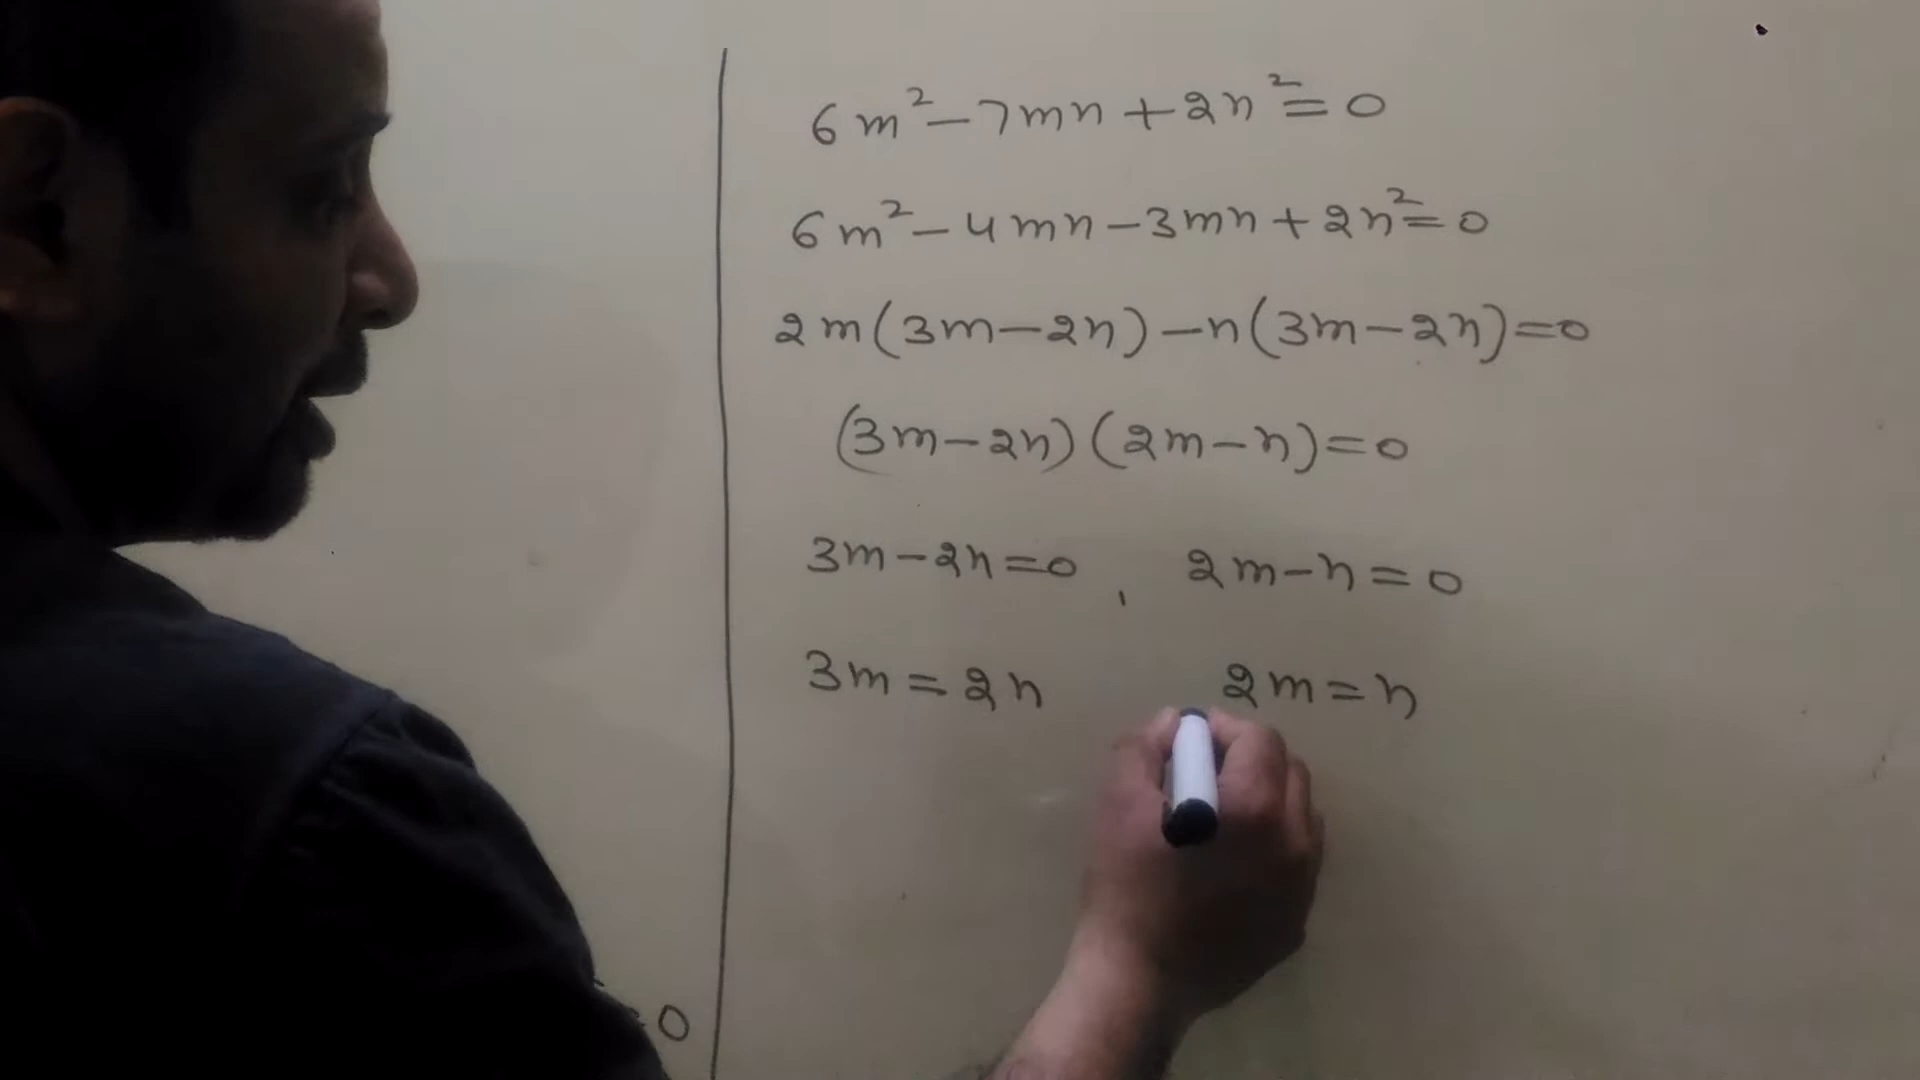 6m² - 7mn + 2n² = 0
6m² - 4mn - 3mn + 2n² = 0
2m(3m - 2n) - n(3m - 2n) = 0
(3m - 2n)(2m - n) = 0
3m - 2n = 0 , 2m - n = 0
3m = 2n 2m = n
= 0